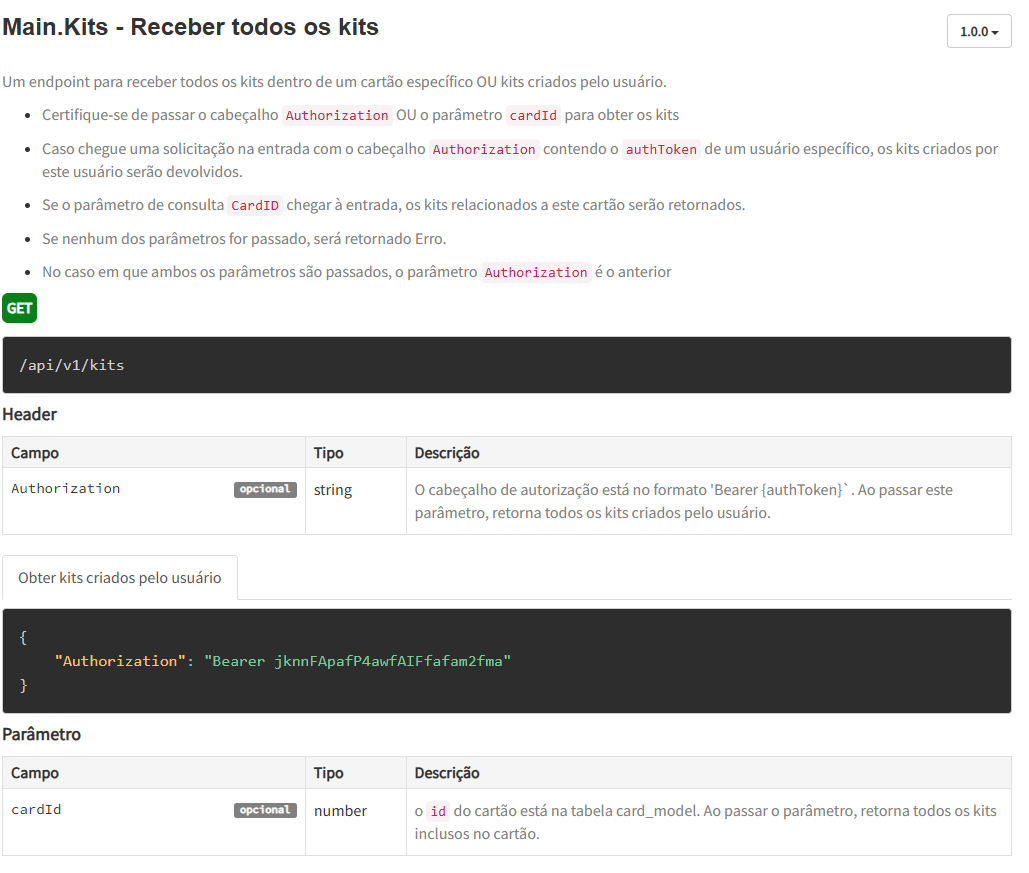 Main.Kits - Receber todos os kits
1.0.0
Um endpoint para receber todos os kits dentro de um cartão específico OU kits criados pelo usuário.
Certifique-se de passar o cabeçalho Authorization OU o parâmetro cardId para obter os kits
Caso chegue uma solicitação na entrada com o cabeçalho Authorization contendo o authToken de um usuário específico, os kits criados por
este usuário serão devolvidos.
Se o parâmetro de consulta CardID chegar à entrada, os kits relacionados a este cartão serão retornados.
Se nenhum dos parâmetros for passado, será retornado Erro.
No caso em que ambos os parâmetros são passados, o parâmetro Authorization é o anterior
GET
/api/v1/kits
Header
Campo Tipo Descrição
Authorization opcional string O cabeçalho de autorização está no formato 'Bearer {authToken}`. Ao passar este
parâmetro, retorna todos os kits criados pelo usuário.
Obter kits criados pelo usuário
{
"Authorization": "Bearer jknnFApafP4awfAIFfafam2fma"
}
Parâmetro
Campo Tipo Descrição
cardId opcional number o id do cartão está na tabela card_model. Ao passar o parâmetro, retorna todos os kits
inclusos no cartão.